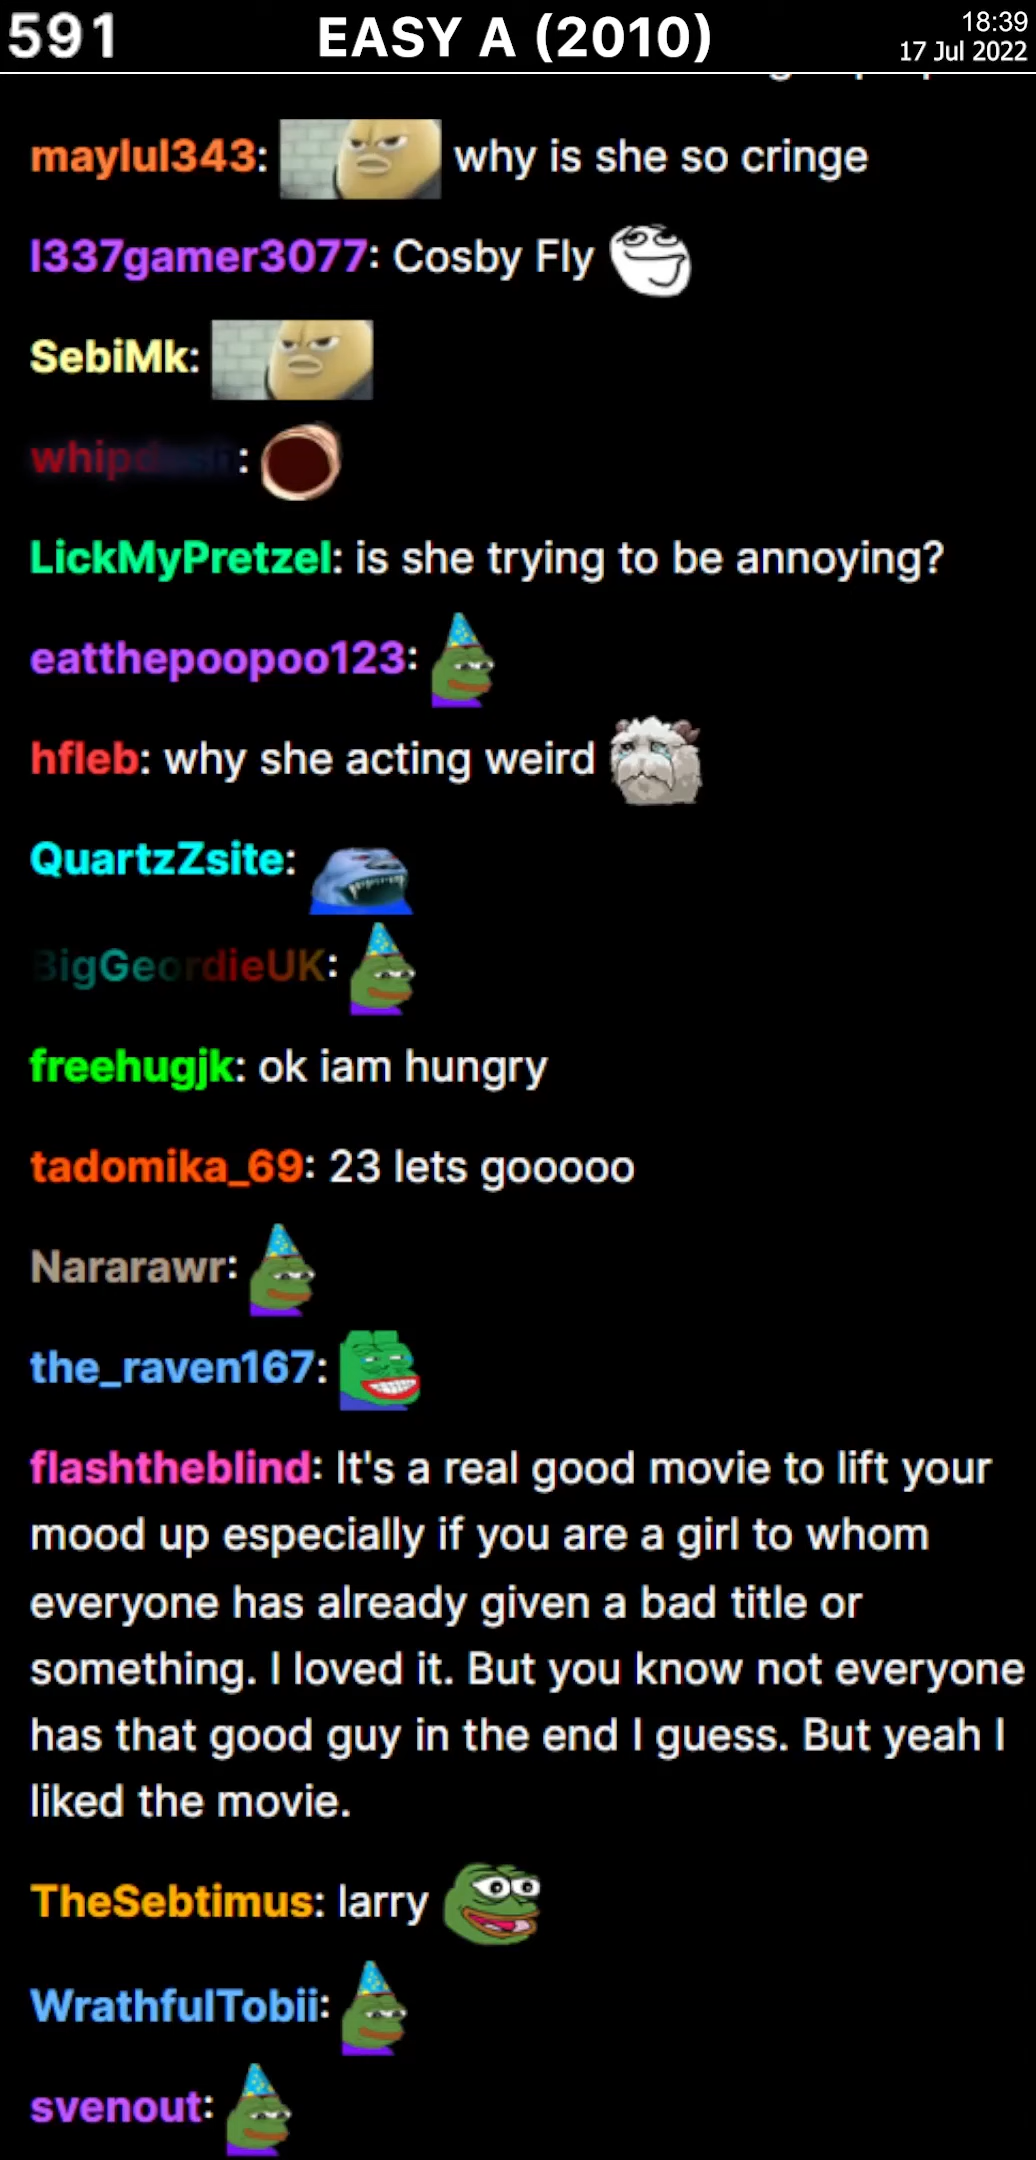 591
EASY A (2010)
18:39
17 Jul 2022
maylul343: why is she so cringe
l337gamer3077: Cosby Fly
SebiMk:
LickMyPretzel: is she trying to be annoying?
eatthepoopoo123:
hfleb: why she acting weird
QuartzZsite:
BigGeordieUK:
freehugjk: ok iam hungry
tadomika_69: 23 lets gooooo
Nararawr:
the_raven167:
flashtheblind: It's a real good movie to lift your
mood up especially if you are a girl to whom
everyone has already given a bad title or
something. I loved it. But you know not everyone
has that good guy in the end I guess. But yeah I
liked the movie.
TheSebtimus: larry
WrathfulTobii:
svenout: